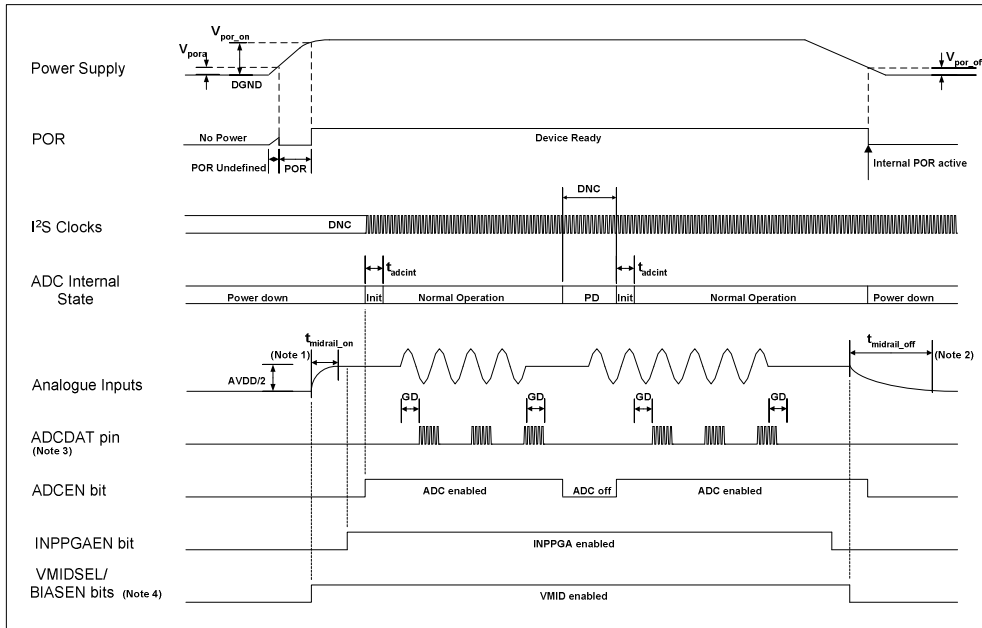 Power Supply
Vpor_on
Vpora
DGND
Vpor_off
POR
No Power
Device Ready
POR Undefined
POR
Internal POR active
I²S Clocks
DNC
DNC
ADC Internal
State
tadcint
tadcint
Power down
Init
Normal Operation
PD
Init
Normal Operation
Power down
Analogue Inputs
(Note 1)
tmidrail_on
AVDD/2
tmidrail_off
(Note 2)
GD
GD
GD
GD
ADCDAT pin
(Note 3)
ADCEN bit
ADC enabled
ADC off
ADC enabled
INPPGAEN bit
INPPGA enabled
VMIDSEL/
BIASEN bits (Note 4)
VMID enabled